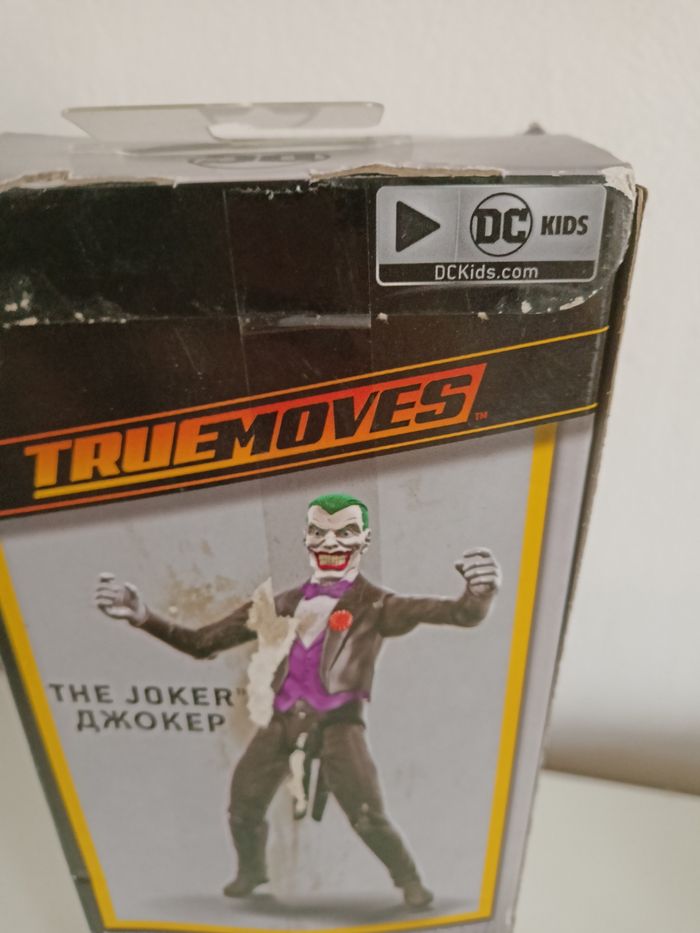 DC KIDS
DCKids.com
TRUEMOVES™
THE JOKER™
ДЖОКЕР